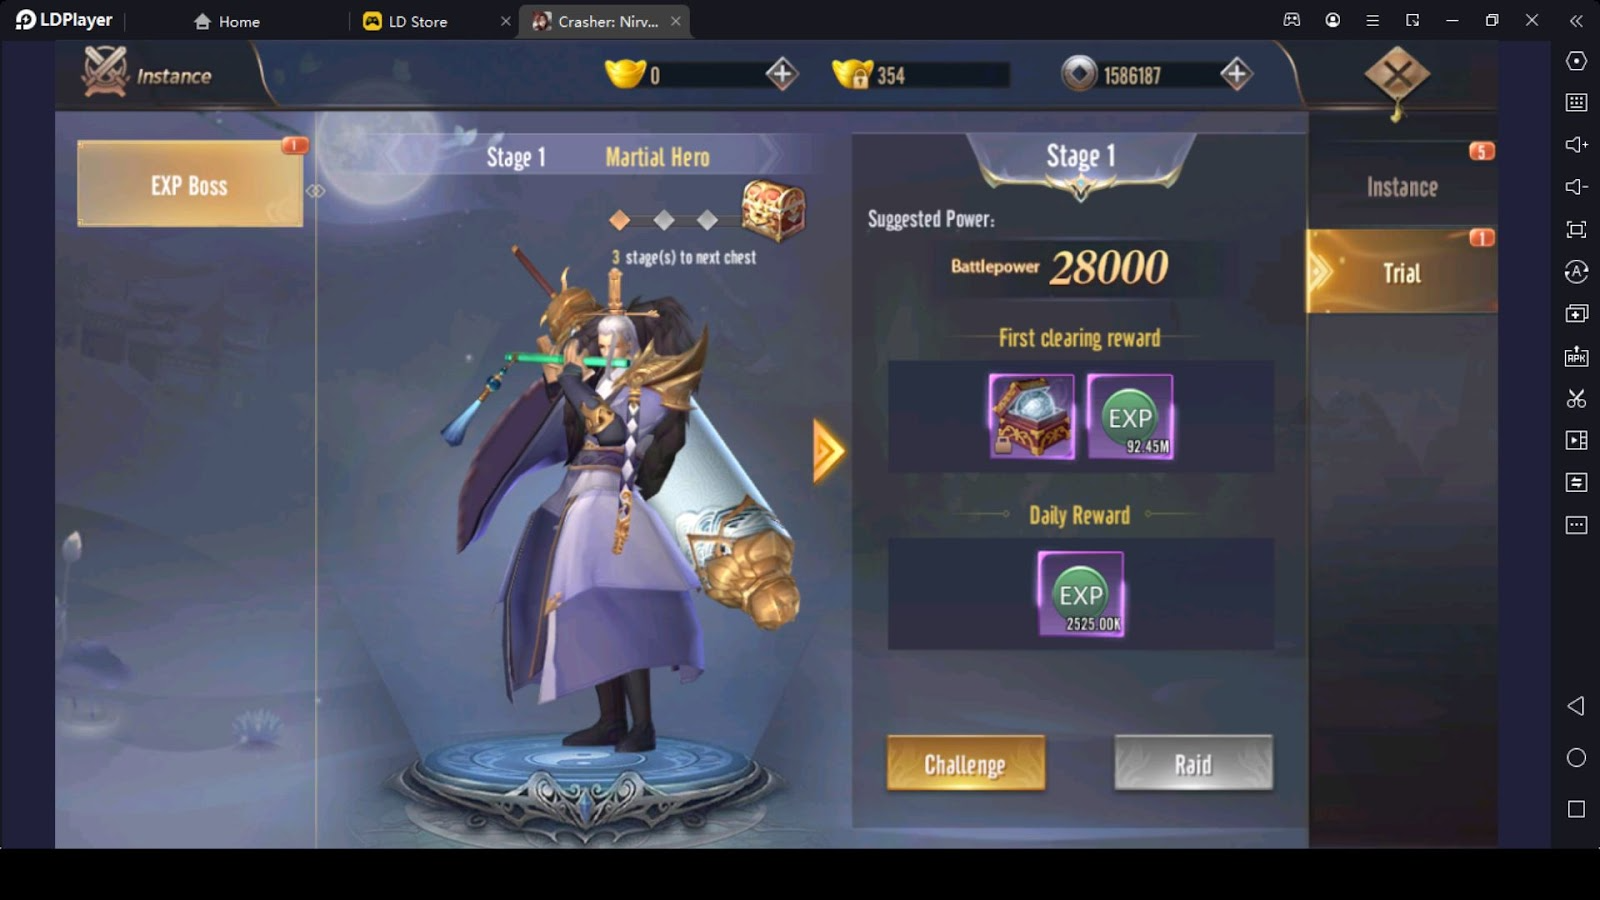 LDPlayer
Home
LD Store
Crasher: Nirv...
Instance
0
354
1586187
EXP Boss
1
Stage 1
Martial Hero
3 stage(s) to next chest
Stage 1
Suggested Power:
Battlepower 28000
First clearing reward
EXP
92.45M
Daily Reward
EXP
2525.00K
Challenge
Raid
5
Instance
1
Trial
A
APK